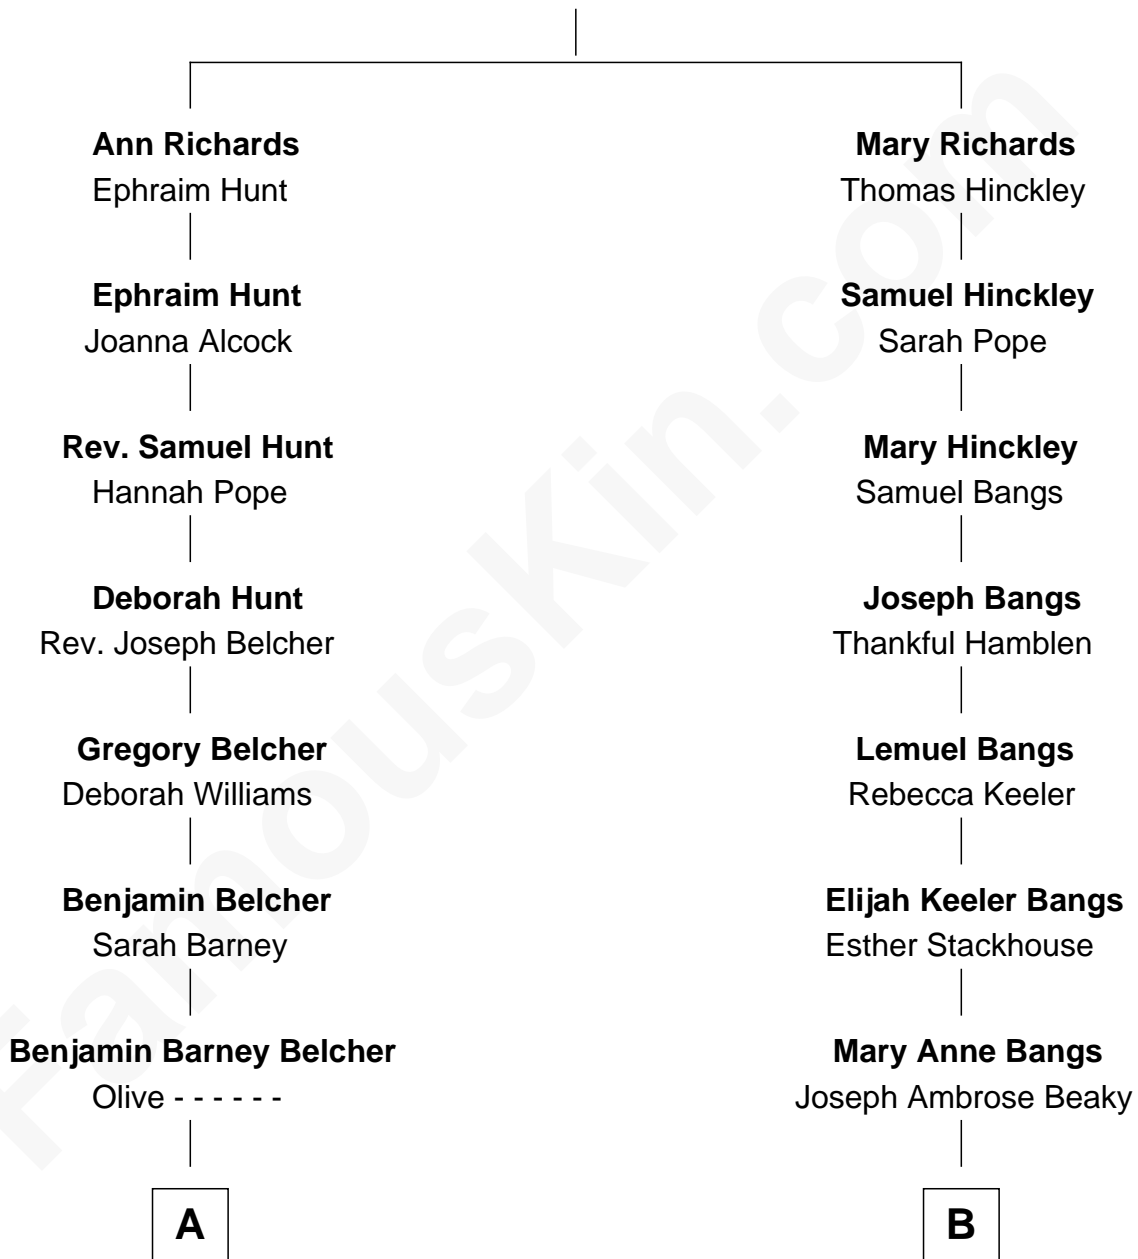 Ann Richards
Ephraim Hunt
Ephraim Hunt
Joanna Alcock
Rev. Samuel Hunt
Hannah Pope
Deborah Hunt
Rev. Joseph Belcher
Gregory Belcher
Deborah Williams
Benjamin Belcher
Sarah Barney
Benjamin Barney Belcher
Olive - - - - - -
A
Mary Richards
Thomas Hinckley
Samuel Hinckley
Sarah Pope
Mary Hinckley
Samuel Bangs
Joseph Bangs
Thankful Hamblen
Lemuel Bangs
Rebecca Keeler
Elijah Keeler Bangs
Esther Stackhouse
Mary Anne Bangs
Joseph Ambrose Beaky
B
FamousKin.com